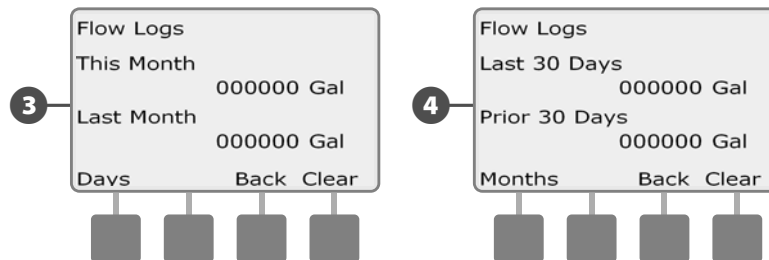 3
Flow Logs
This Month
000000 Gal
Last Month
000000 Gal
Days Back Clear
4
Flow Logs
Last 30 Days
000000 Gal
Prior 30 Days
000000 Gal
Months Back Clear